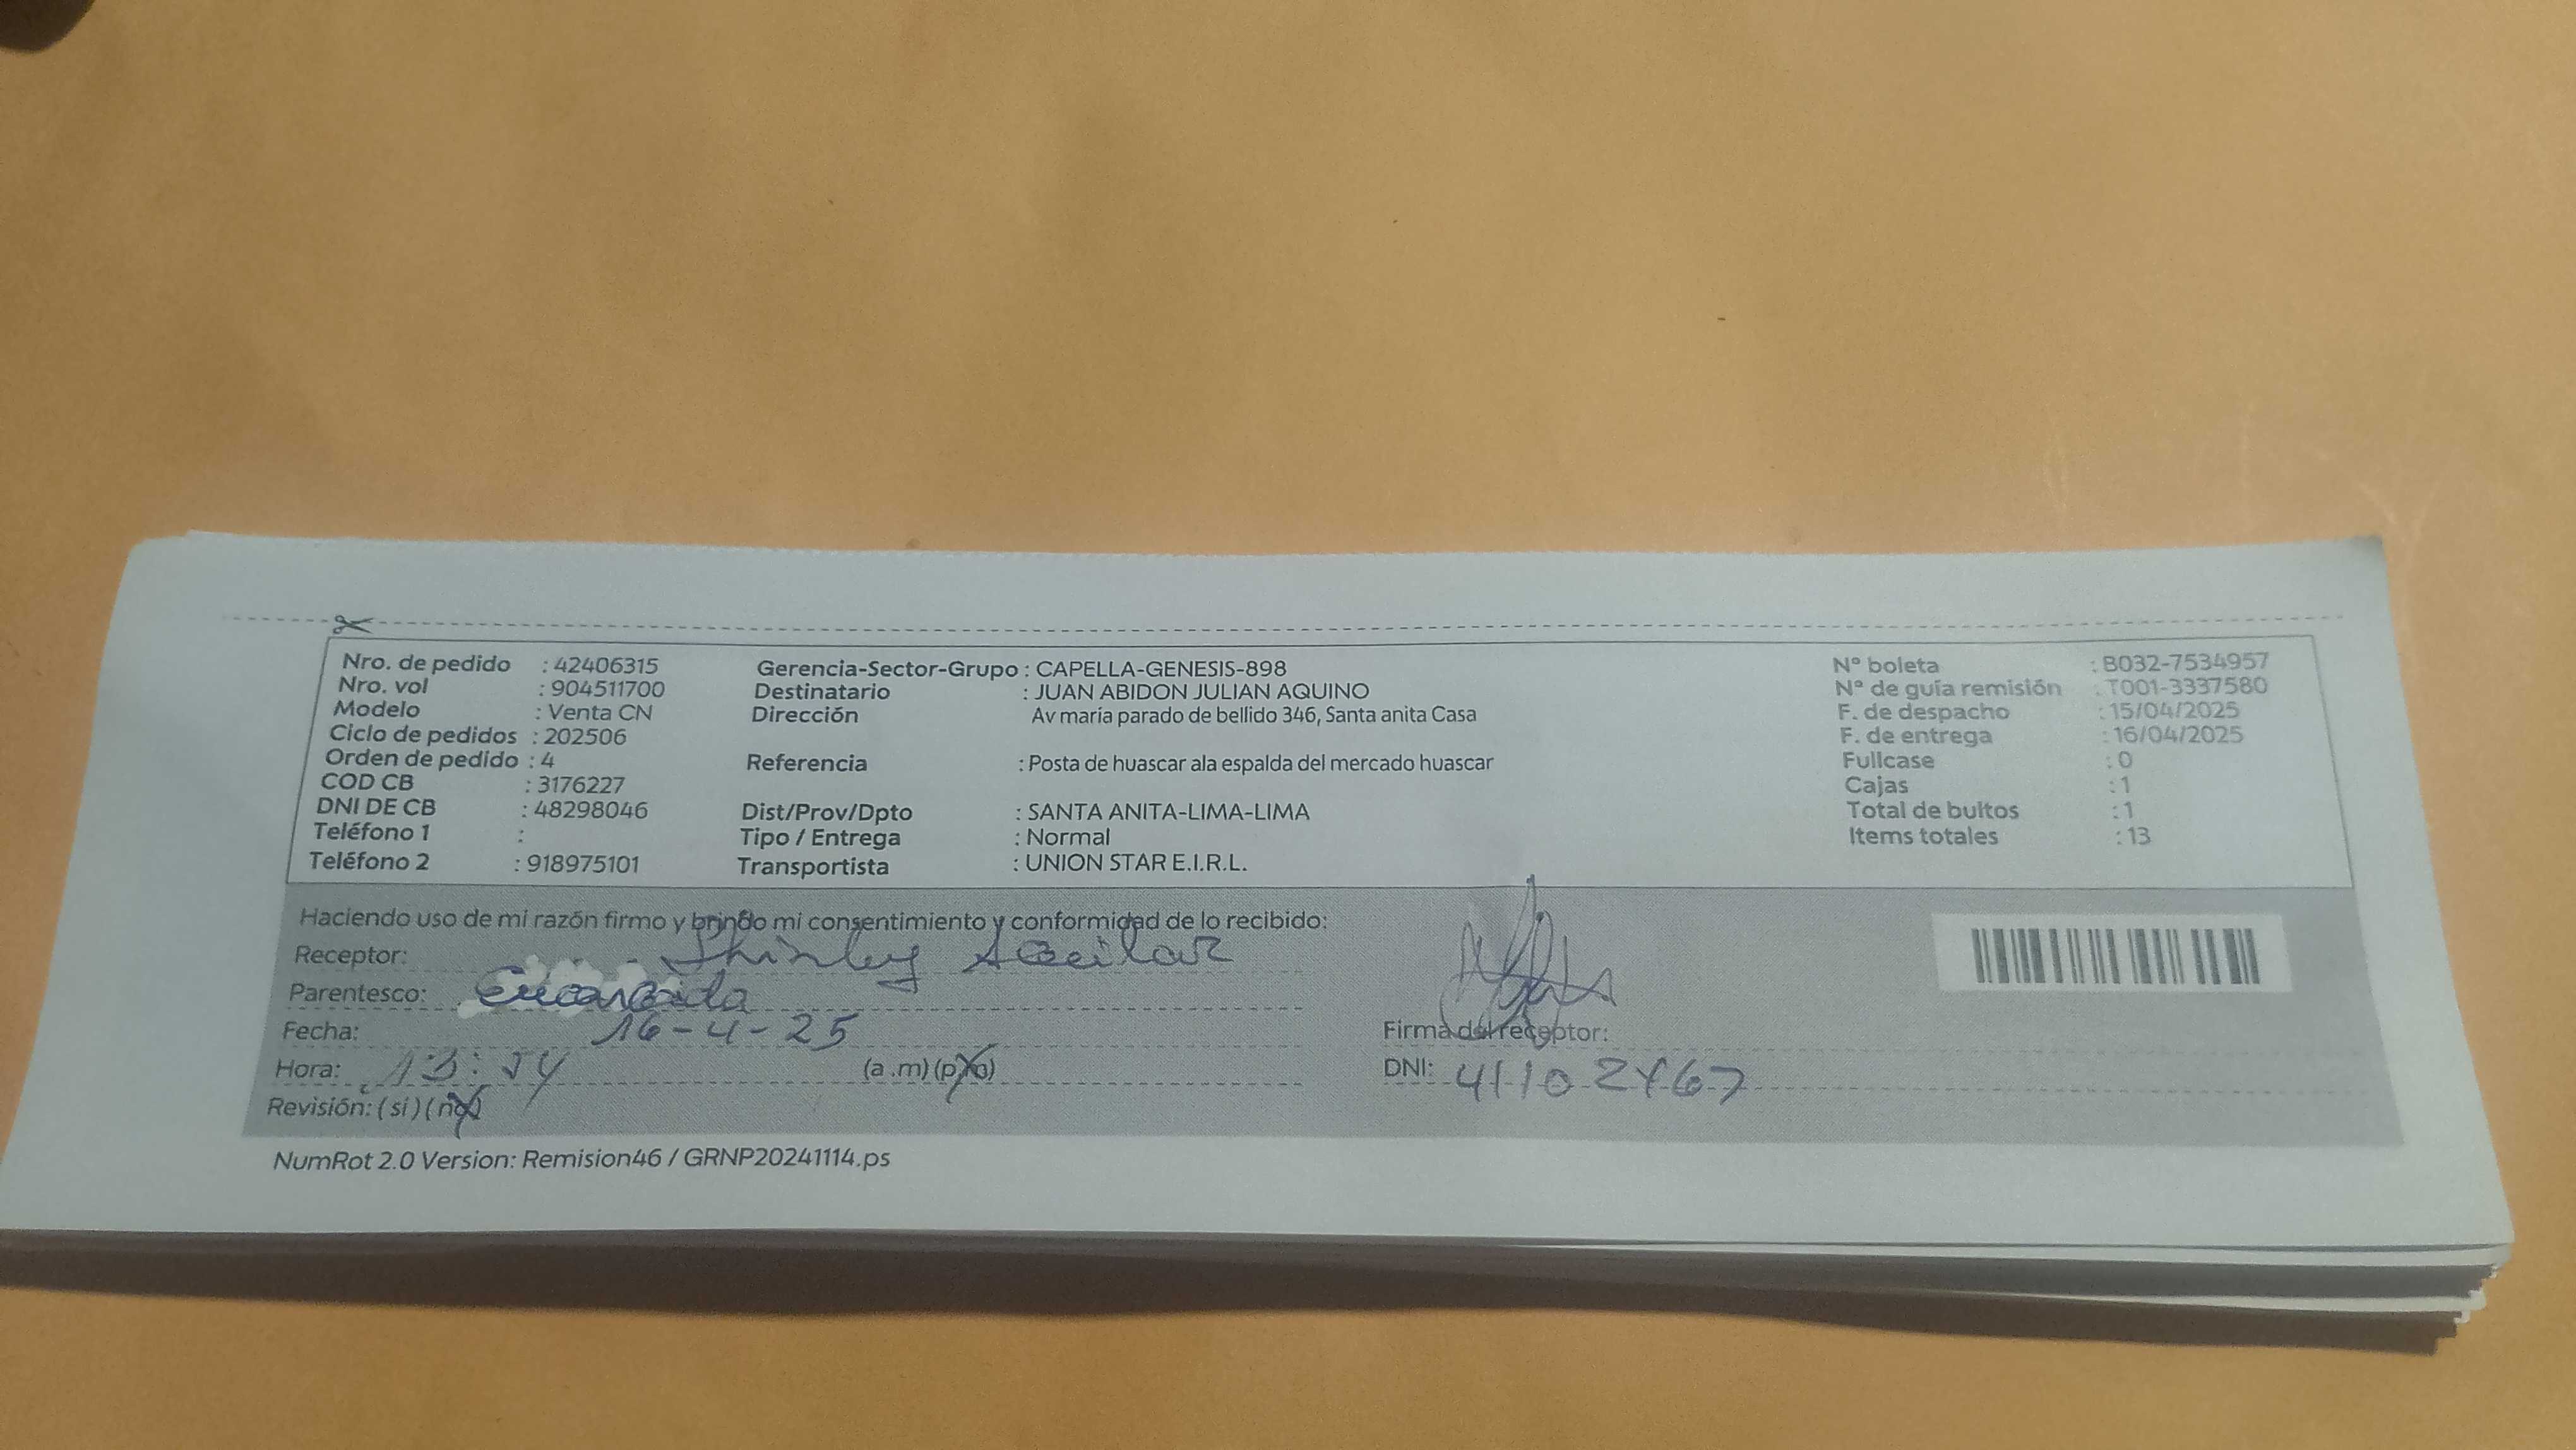 Nro. de pedido : 42406315
Nro. vol : 904511700
Modelo : Venta CN
Ciclo de pedidos : 202506
Orden de pedido : 4
COD CB : 3176227
DNI DE CB : 48298046
Teléfono 1 :
Teléfono 2 : 918975101
Gerencia-Sector-Grupo : CAPELLA-GENESIS-898
Destinatario : JUAN ABIDON JULIAN AQUINO
Dirección Av maría parado de bellido 346, Santa anita Casa
Referencia : Posta de huascar ala espalda del mercado huascar
Dist/Prov/Dpto : SANTA ANITA-LIMA-LIMA
Tipo / Entrega : Normal
Transportista : UNION STAR E.I.R.L.
N° boleta : B032-7534957
N° de guía remisión : T001-3337580
F. de despacho : 15/04/2025
F. de entrega : 16/04/2025
Fullcase : 0
Cajas : 1
Total de bultos : 1
Items totales : 13
Haciendo uso de mi razón firmo y brindo mi consentimiento y conformidad de lo recibido:
Receptor: Shirley Aguilar
Parentesco: Encargada
Fecha: 16-4-25
Hora: 13:54 (a.m) (p.m)
Revisión: (si) (no)
Firma del receptor:
DNI:
NumRot 2.0 Version: Remision46 / GRNP20241114.ps